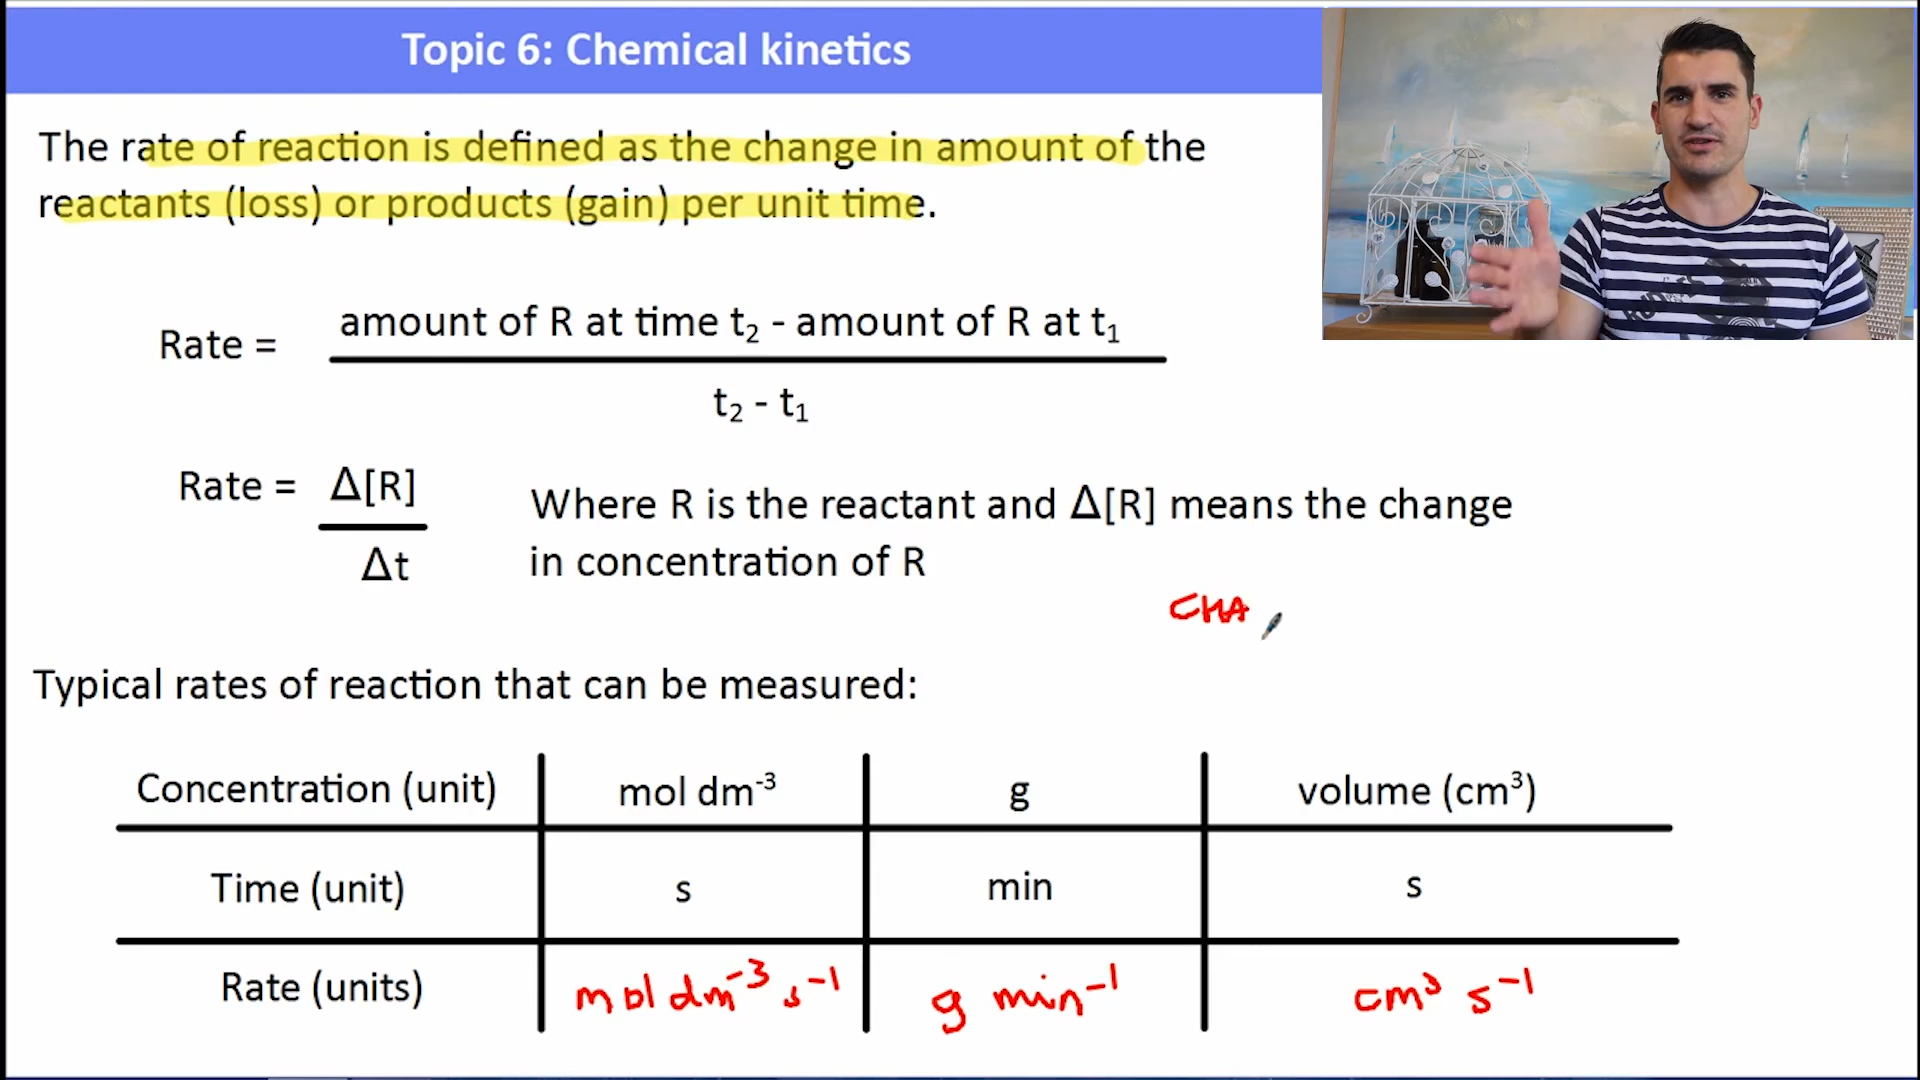 Topic 6: Chemical kinetics
The rate of reaction is defined as the change in amount of the
reactants (loss) or products (gain) per unit time.
Rate = amount of R at time t₂ - amount of R at t₁
t₂ - t₁
Rate = Δ[R]
Δt
Where R is the reactant and Δ[R] means the change
in concentration of R
CHA
Typical rates of reaction that can be measured:
Concentration (unit) mol dm⁻³ g volume (cm³)
Time (unit) s min s
Rate (units) mol dm⁻³ s⁻¹ g min⁻¹ cm³ s⁻¹